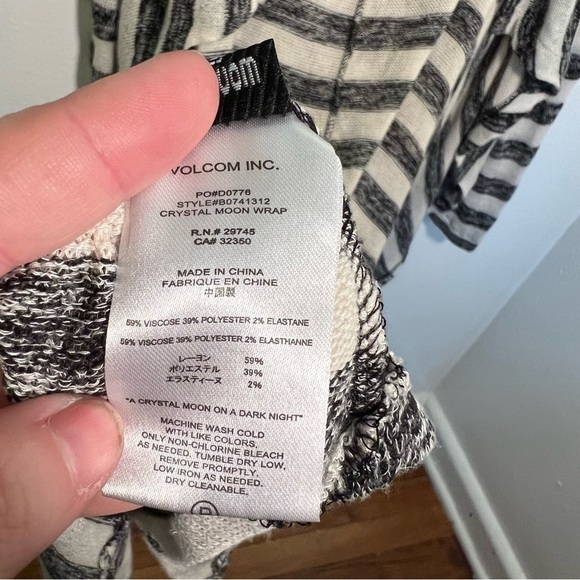 VOLCOM INC.
PO#D0776
STYLE#B0741312
CRYSTAL MOON WRAP
R.N.# 29745
CA# 32350
MADE IN CHINA
FABRIQUE EN CHINE
中国製
59% VISCOSE 39% POLYESTER 2% ELASTANE
59% VISCOSE 39% POLYESTER 2% ELASTHANNE
レーヨン 59%
ポリエステル 39%
エラスティーヌ 2%
"A CRYSTAL MOON ON A DARK NIGHT"
MACHINE WASH COLD
WITH LIKE COLORS,
ONLY NON-CHLORINE BLEACH
AS NEEDED. TUMBLE DRY LOW,
REMOVE PROMPTLY.
LOW IRON AS NEEDED.
DRY CLEANABLE.
P